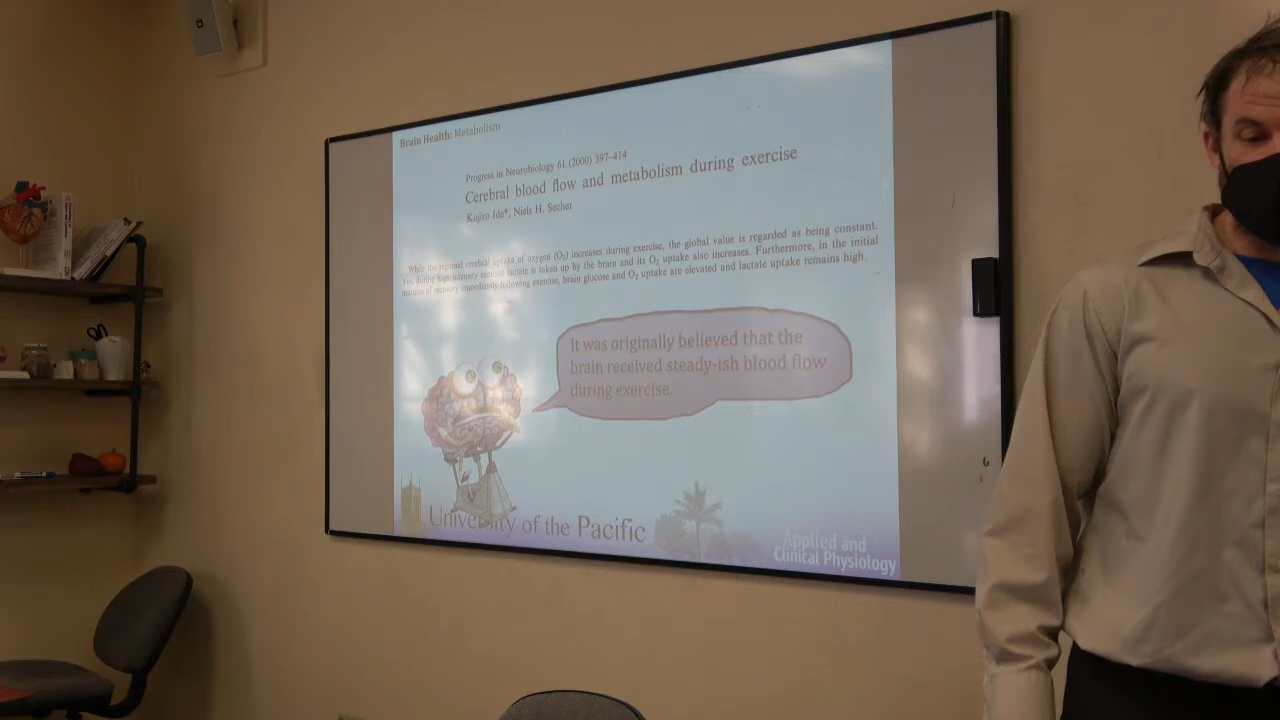 Brain Health: Metabolism
Progress in Neurobiology 61 (2000) 397–414
Cerebral blood flow and metabolism during exercise
Kojiro Ide*, Niels H. Secher
While the regional cerebral uptake of oxygen (O2) increases during exercise, the global value is regarded as being constant.
Yet, during high intensity exercise lactate is taken up by the brain and its O2 uptake also increases. Furthermore, in the initial
minutes of recovery immediately following exercise, brain glucose and O2 uptake are elevated and lactate uptake remains high.
It was originally believed that the
brain received steady-ish blood flow
during exercise.
University of the Pacific
Applied and
Clinical Physiology